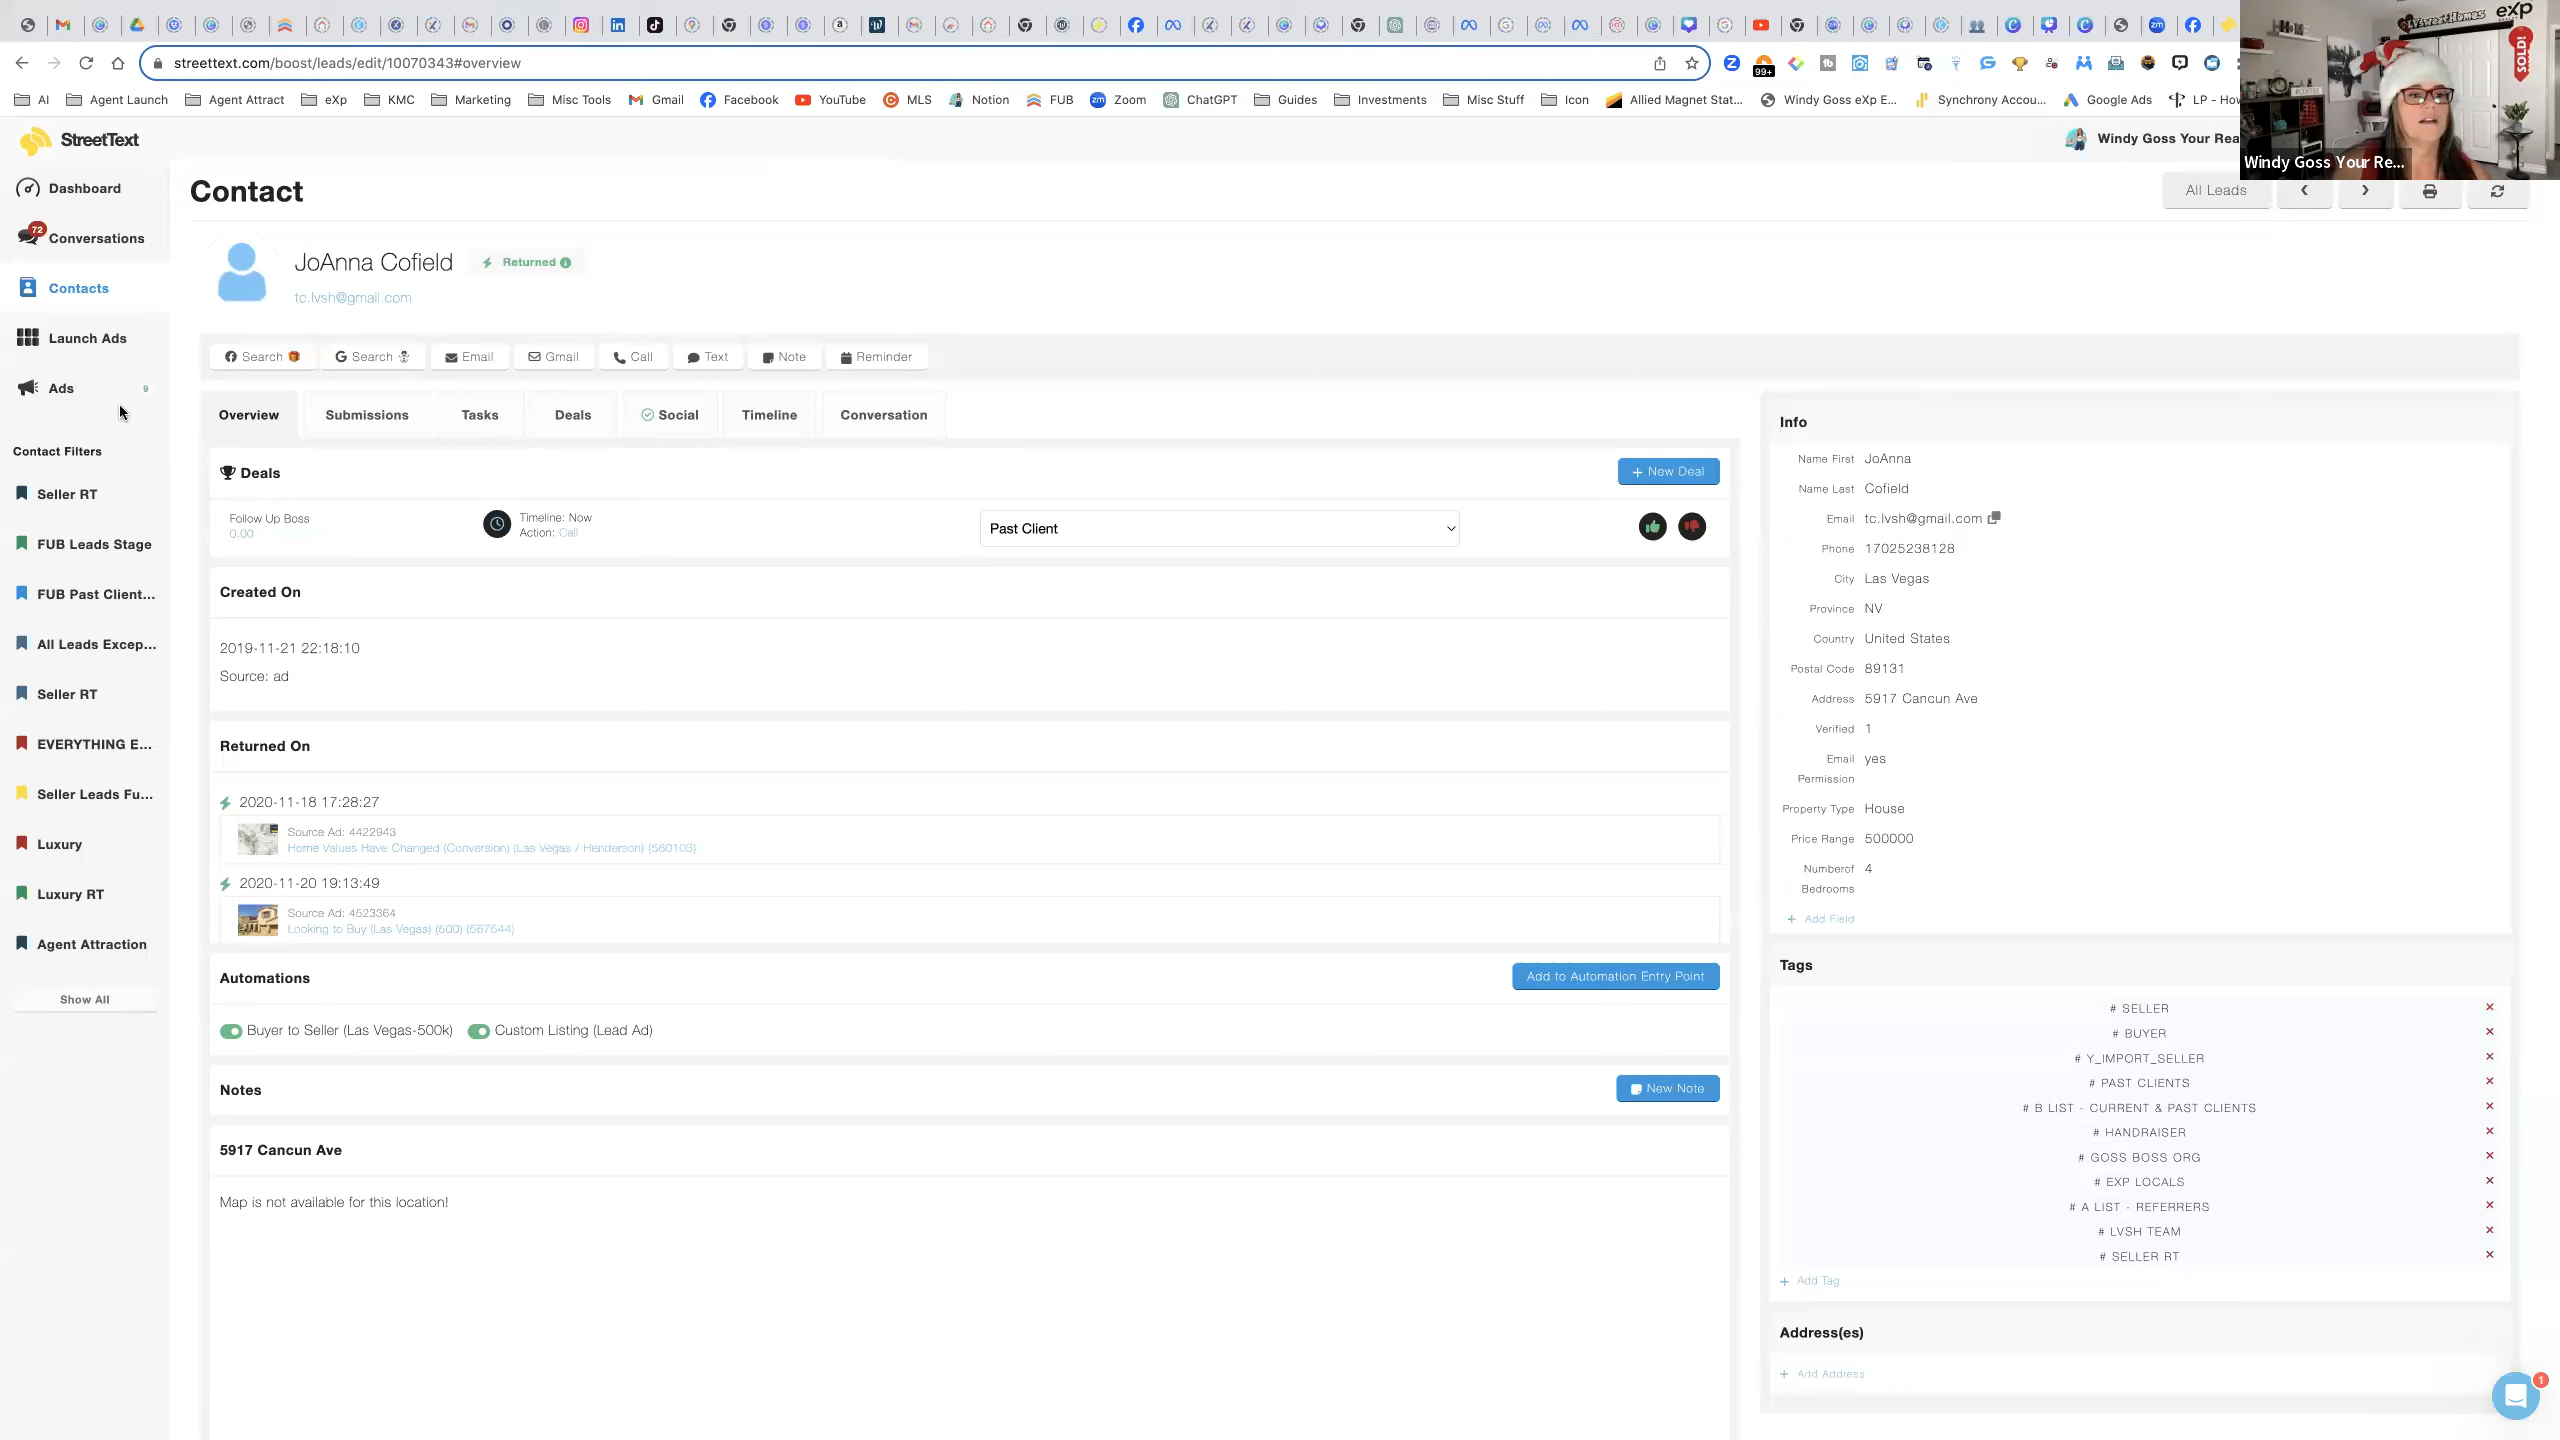 streettext.com/boost/leads/edit/10070343#overview
99+
AI
Agent Launch
Agent Attract
eXp
KMC
Marketing
Misc Tools
Gmail
Facebook
YouTube
MLS
Notion
FUB
Zoom
ChatGPT
Guides
Investments
Misc Stuff
Icon
Allied Magnet Stat...
Windy Goss eXp E...
Synchrony Accou...
Google Ads
LP - How
eXp
SOLD!
Windy Goss Your Re...
StreetText
Windy Goss Your Rea
Dashboard
72
Conversations
Contacts
Launch Ads
Ads 9
Contact Filters
Seller RT
FUB Leads Stage
FUB Past Client...
All Leads Excep...
Seller RT
EVERYTHING E...
Seller Leads Fu...
Luxury
Luxury RT
Agent Attraction
Show All
Contact
All Leads
JoAnna Cofield
Returned
tc.lvsh@gmail.com
Search
Search
Email
Gmail
Call
Text
Note
Reminder
Overview
Submissions
Tasks
Deals
Social
Timeline
Conversation
Deals
+ New Deal
Follow Up Boss
0.00
Timeline: Now
Action: Call
Past Client
Created On
2019-11-21 22:18:10
Source: ad
Returned On
2020-11-18 17:28:27
Source Ad: 4422943
Home Values Have Changed (Conversion) (Las Vegas / Henderson) (560103)
2020-11-20 19:13:49
Source Ad: 4523364
Looking to Buy (Las Vegas) (500) (567544)
Automations
Add to Automation Entry Point
Buyer to Seller (Las Vegas-500k)
Custom Listing (Lead Ad)
Notes
New Note
5917 Cancun Ave
Map is not available for this location!
Info
Name First JoAnna
Name Last Cofield
Email tc.lvsh@gmail.com
Phone 17025238128
City Las Vegas
Province NV
Country United States
Postal Code 89131
Address 5917 Cancun Ave
Verified 1
Email Permission yes
Property Type House
Price Range 500000
Numberof Bedrooms 4
+ Add Field
Tags
# SELLER
# BUYER
# Y_IMPORT_SELLER
# PAST CLIENTS
# B LIST - CURRENT & PAST CLIENTS
# HANDRAISER
# GOSS BOSS ORG
# EXP LOCALS
# A LIST - REFERRERS
# LVSH TEAM
# SELLER RT
+ Add Tag
Address(es)
+ Add Address
1